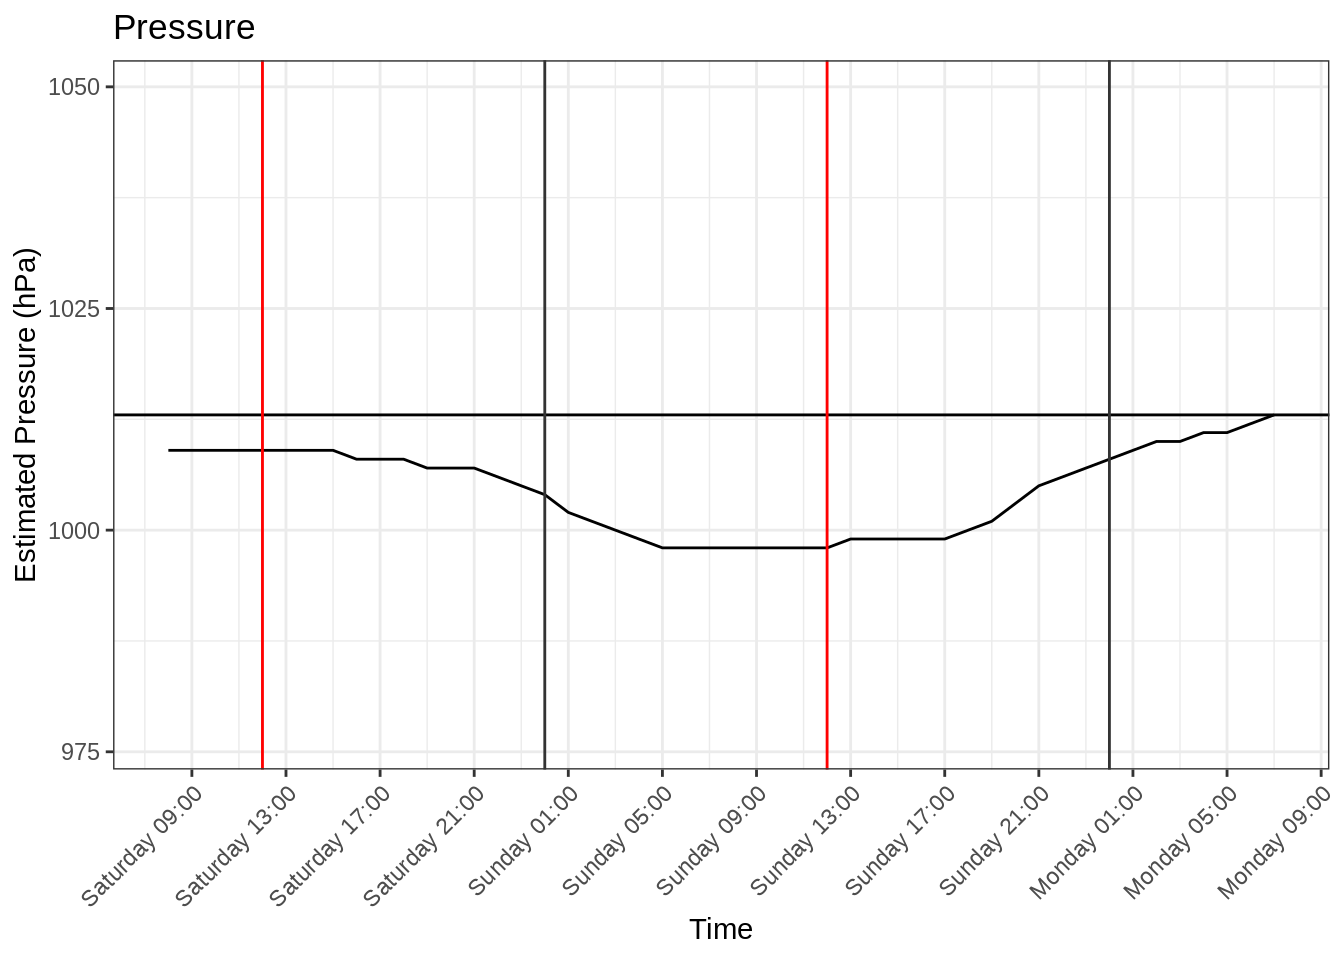 Pressure
Estimated Pressure (hPa)
1050
1025
1000
975
Saturday 09:00
Saturday 13:00
Saturday 17:00
Saturday 21:00
Sunday 01:00
Sunday 05:00
Sunday 09:00
Sunday 13:00
Sunday 17:00
Sunday 21:00
Monday 01:00
Monday 05:00
Monday 09:00
Time